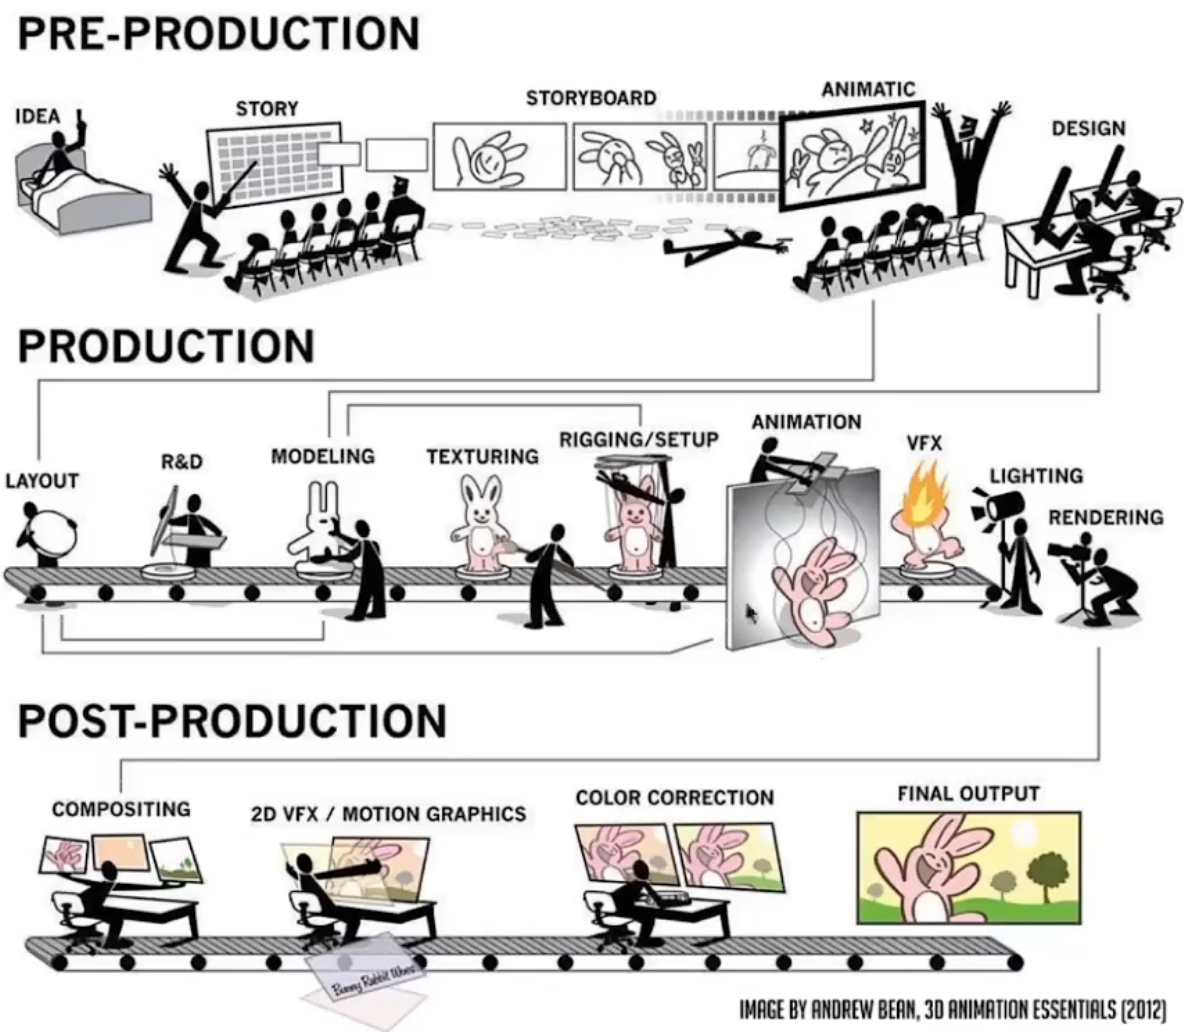 PRE-PRODUCTION
IDEA
STORY
STORYBOARD
ANIMATIC
DESIGN
PRODUCTION
LAYOUT
R&D
MODELING
TEXTURING
RIGGING/SETUP
ANIMATION
VFX
LIGHTING
RENDERING
POST-PRODUCTION
COMPOSITING
2D VFX / MOTION GRAPHICS
COLOR CORRECTION
FINAL OUTPUT
Bunny Rabbit
IMAGE BY ANDREW BEAN, 3D ANIMATION ESSENTIALS (2012)